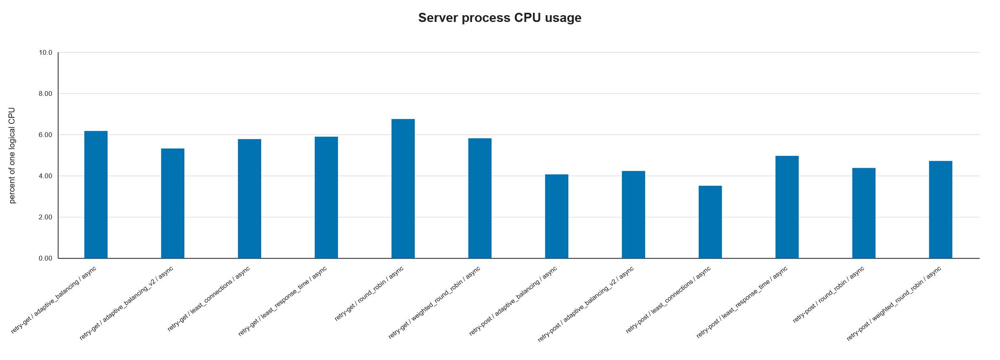 Server process CPU usage
percent of one logical CPU
10.0
8.00
6.00
4.00
2.00
0.00
retry-get / adaptive_balancing / async
retry-get / adaptive_balancing_v2 / async
retry-get / least_connections / async
retry-get / least_response_time / async
retry-get / round_robin / async
retry-get / weighted_round_robin / async
retry-post / adaptive_balancing / async
retry-post / adaptive_balancing_v2 / async
retry-post / least_connections / async
retry-post / least_response_time / async
retry-post / round_robin / async
retry-post / weighted_round_robin / async